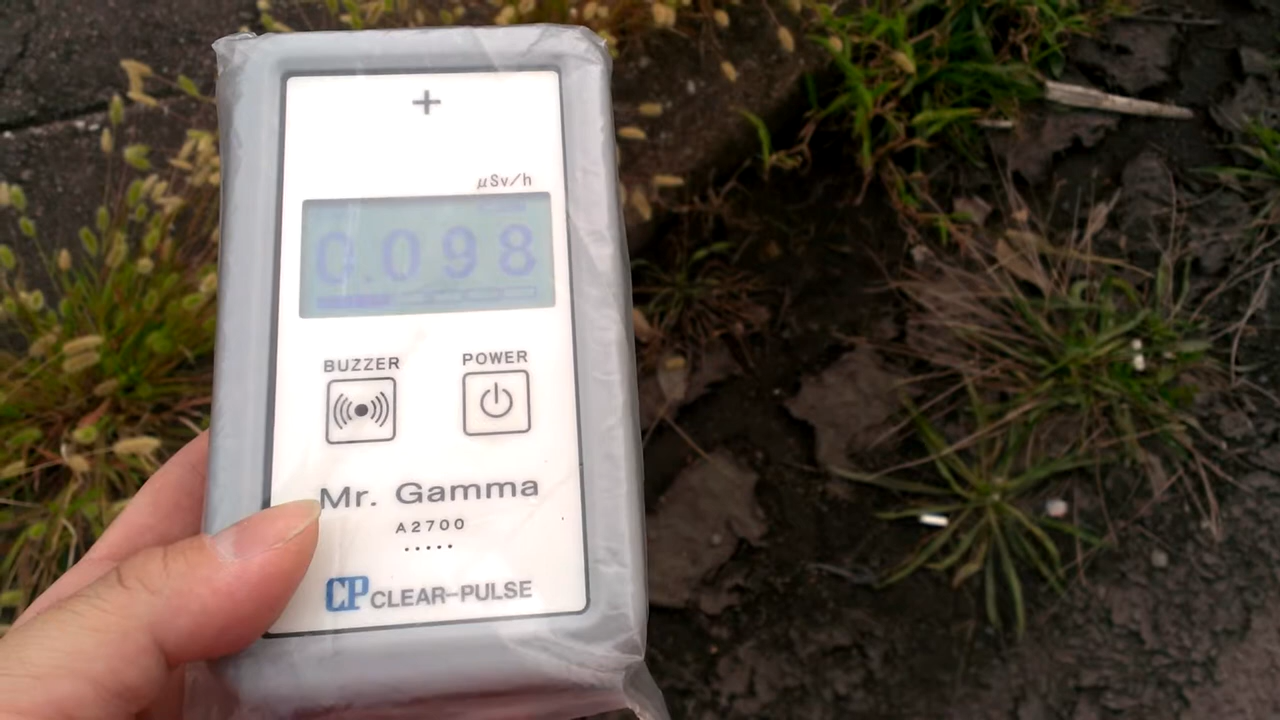 +
μSv/h
0.098
BUZZER
POWER
Mr. Gamma
A2700
CP CLEAR-PULSE